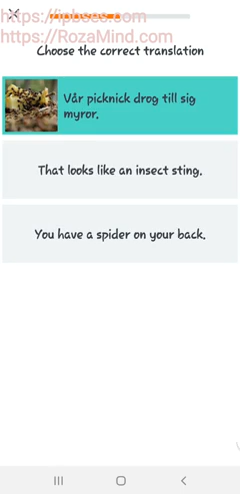 https://ipbses.com
https://RozaMind.com
Choose the correct translation
Vår picknick drog till sig
myror.
That looks like an insect sting.
You have a spider on your back.